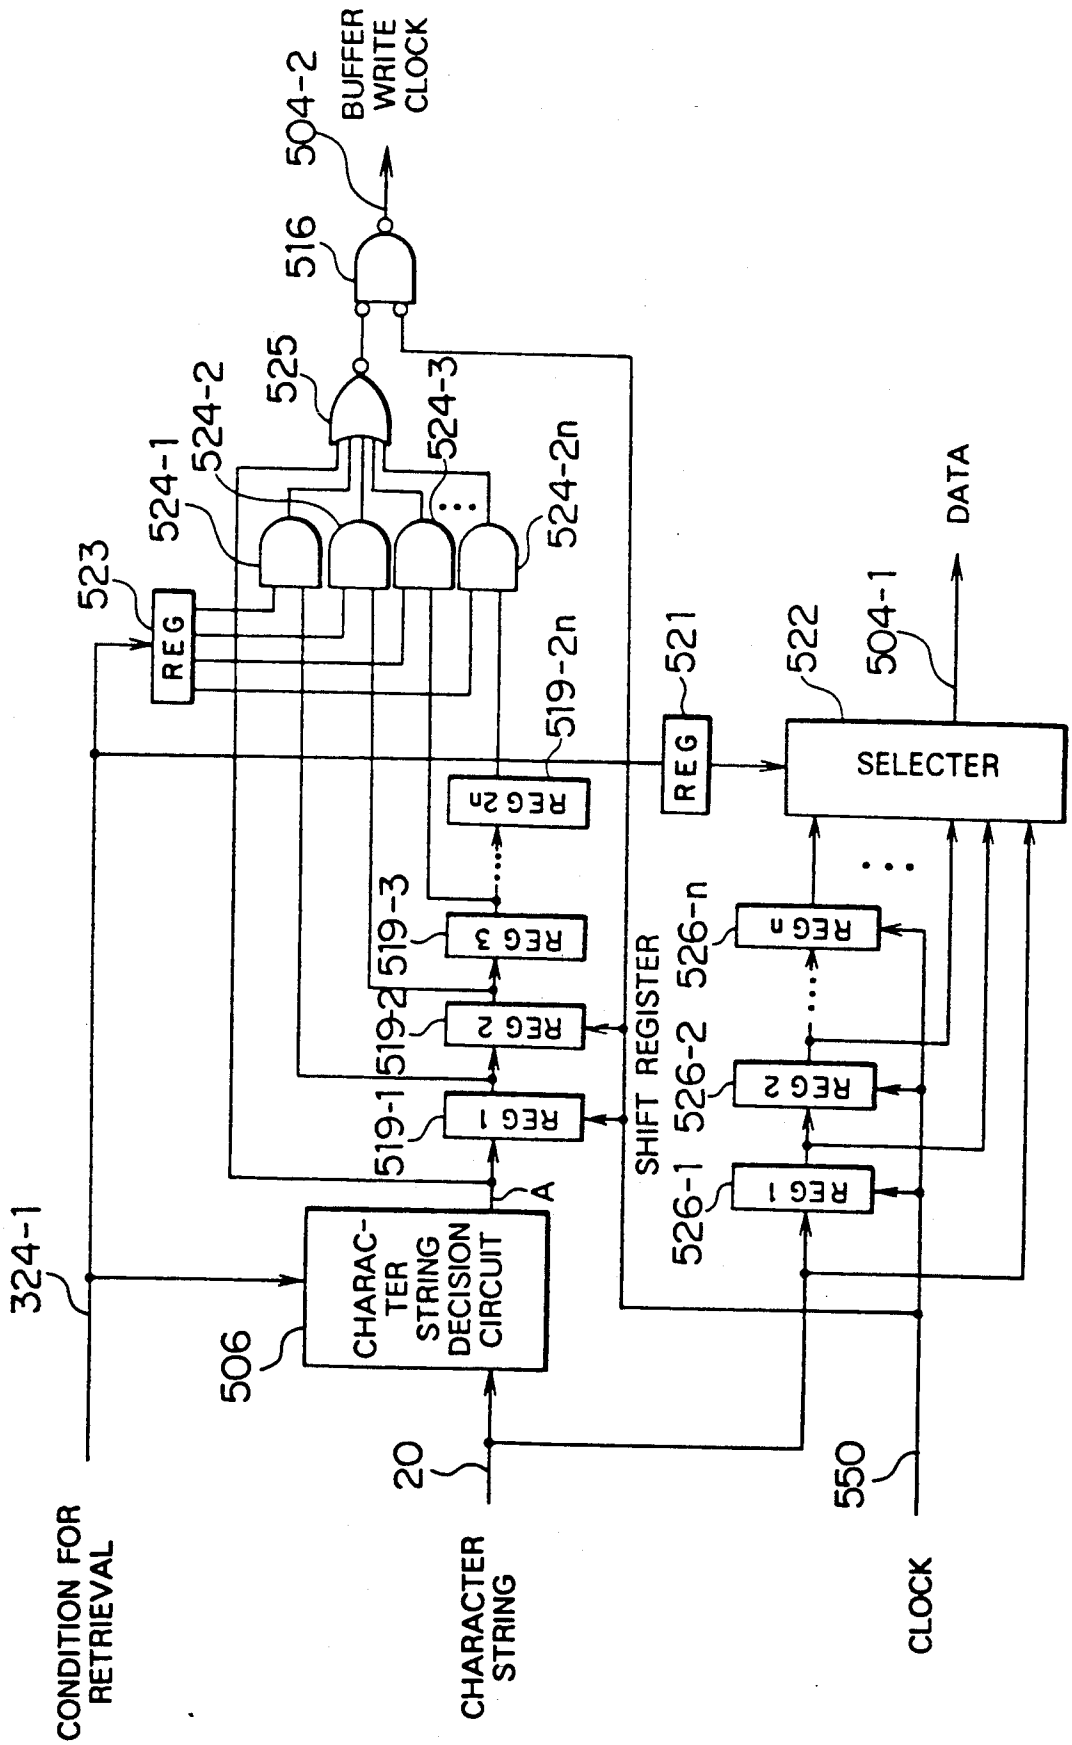 CONDITION FOR
RETRIEVAL
324-1
523
REG
524-1
524-2
525
516
504-2
BUFFER
WRITE
CLOCK
506
CHARAC-
TER
STRING
DECISION
CIRCUIT
A
519-1
REG 1
519-2
REG 2
519-3
REG 3
REG 2n
519-2n
524-3
524-2n
CHARACTER
STRING
20
SHIFT REGISTER
521
REG
526-1
REG 1
526-2
REG 2
526-n
REG n
522
SELECTER
504-1
DATA
CLOCK
550